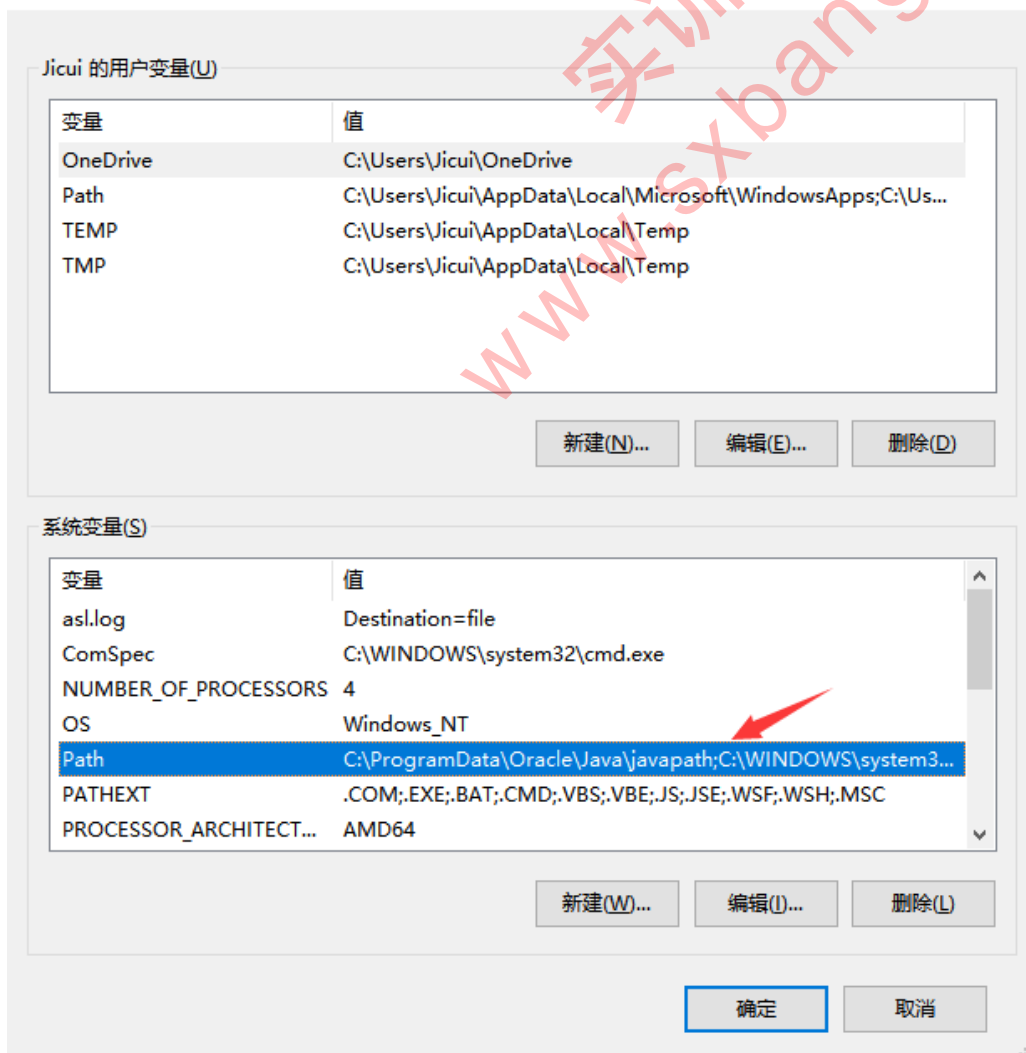 实训
www.sxbang
Jicui 的用户变量(U)
变量 值
OneDrive C:\Users\Jicui\OneDrive
Path C:\Users\Jicui\AppData\Local\Microsoft\WindowsApps;C:\Us...
TEMP C:\Users\Jicui\AppData\Local\Temp
TMP C:\Users\Jicui\AppData\Local\Temp
新建(N)... 编辑(E)... 删除(D)
系统变量(S)
变量 值
asl.log Destination=file
ComSpec C:\WINDOWS\system32\cmd.exe
NUMBER_OF_PROCESSORS 4
OS Windows_NT
Path C:\ProgramData\Oracle\Java\javapath;C:\WINDOWS\system3...
PATHEXT .COM;.EXE;.BAT;.CMD;.VBS;.VBE;.JS;.JSE;.WSF;.WSH;.MSC
PROCESSOR_ARCHITECT... AMD64
新建(W)... 编辑(I)... 删除(L)
确定 取消